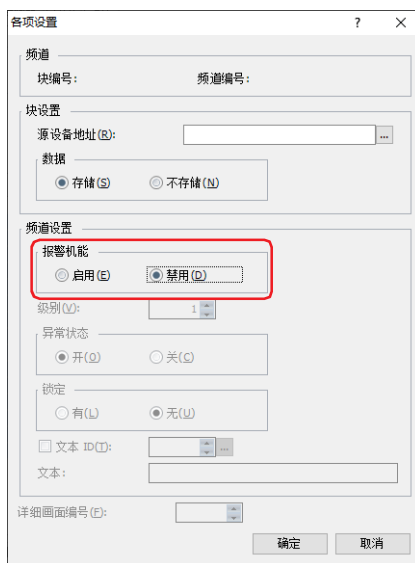 各项设置 ? ×
频道
块编号: 频道编号:
块设置
源设备地址(R): ...
数据
存储(S) 不存储(N)
频道设置
报警机能
启用(E) 禁用(D)
级别(V): 1
异常状态
开(O) 关(C)
锁定
有(L) 无(U)
文本 ID(T): ...
文本:
详细画面编号(F):
确定 取消